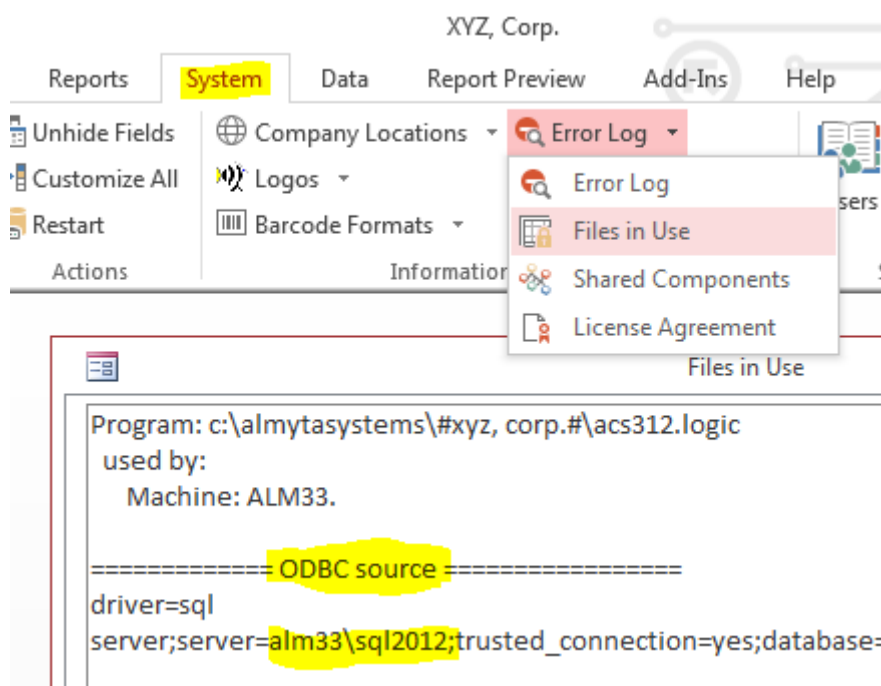 XYZ, Corp.
Reports System Data Report Preview Add-Ins Help
Unhide Fields Company Locations Error Log
Customize All Logos
Restart Barcode Formats
Actions
Error Log
Files in Use
Shared Components
License Agreement
Files in Use
Program: c:\almytasystems\#xyz, corp.#\acs312.logic
used by:
Machine: ALM33.
============= ODBC source =================
driver=sql
server;server=alm33\sql2012;trusted_connection=yes;database=